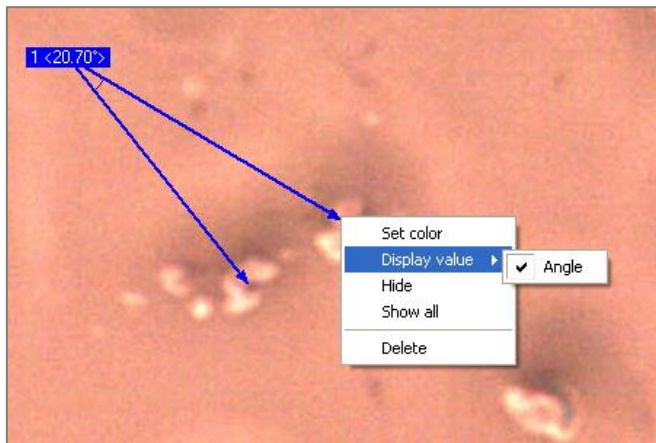 1 <20.70°>
Set color
Display value
Angle
Hide
Show all
Delete